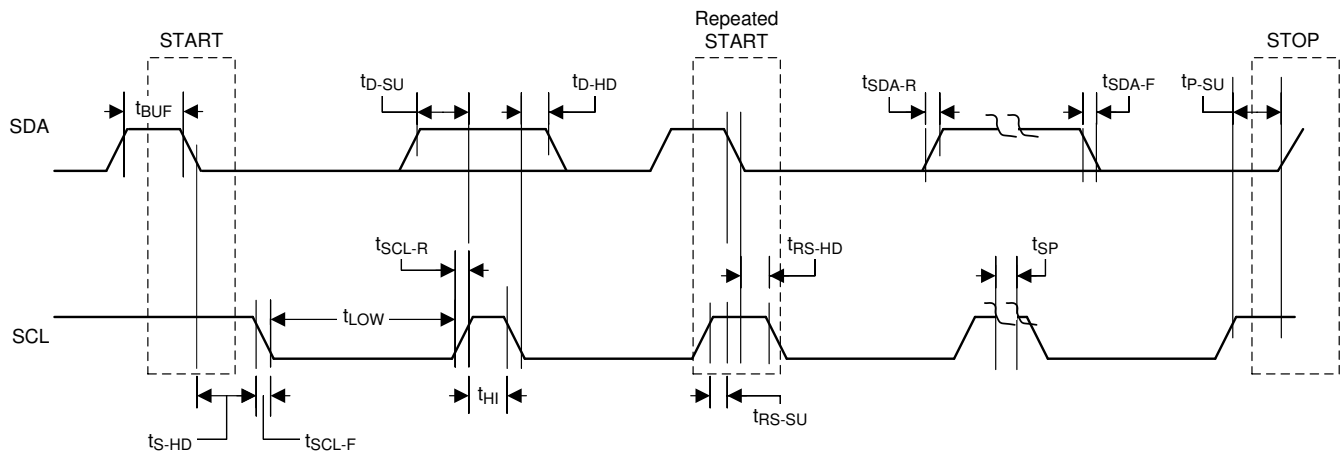 Repeated
START
START
STOP
tD-SU
tD-HD
tSDA-R
tSDA-F
tP-SU
tBUF
SDA
tSCL-R
tRS-HD
tSP
tLOW
SCL
tHI
tRS-SU
tS-HD
tSCL-F